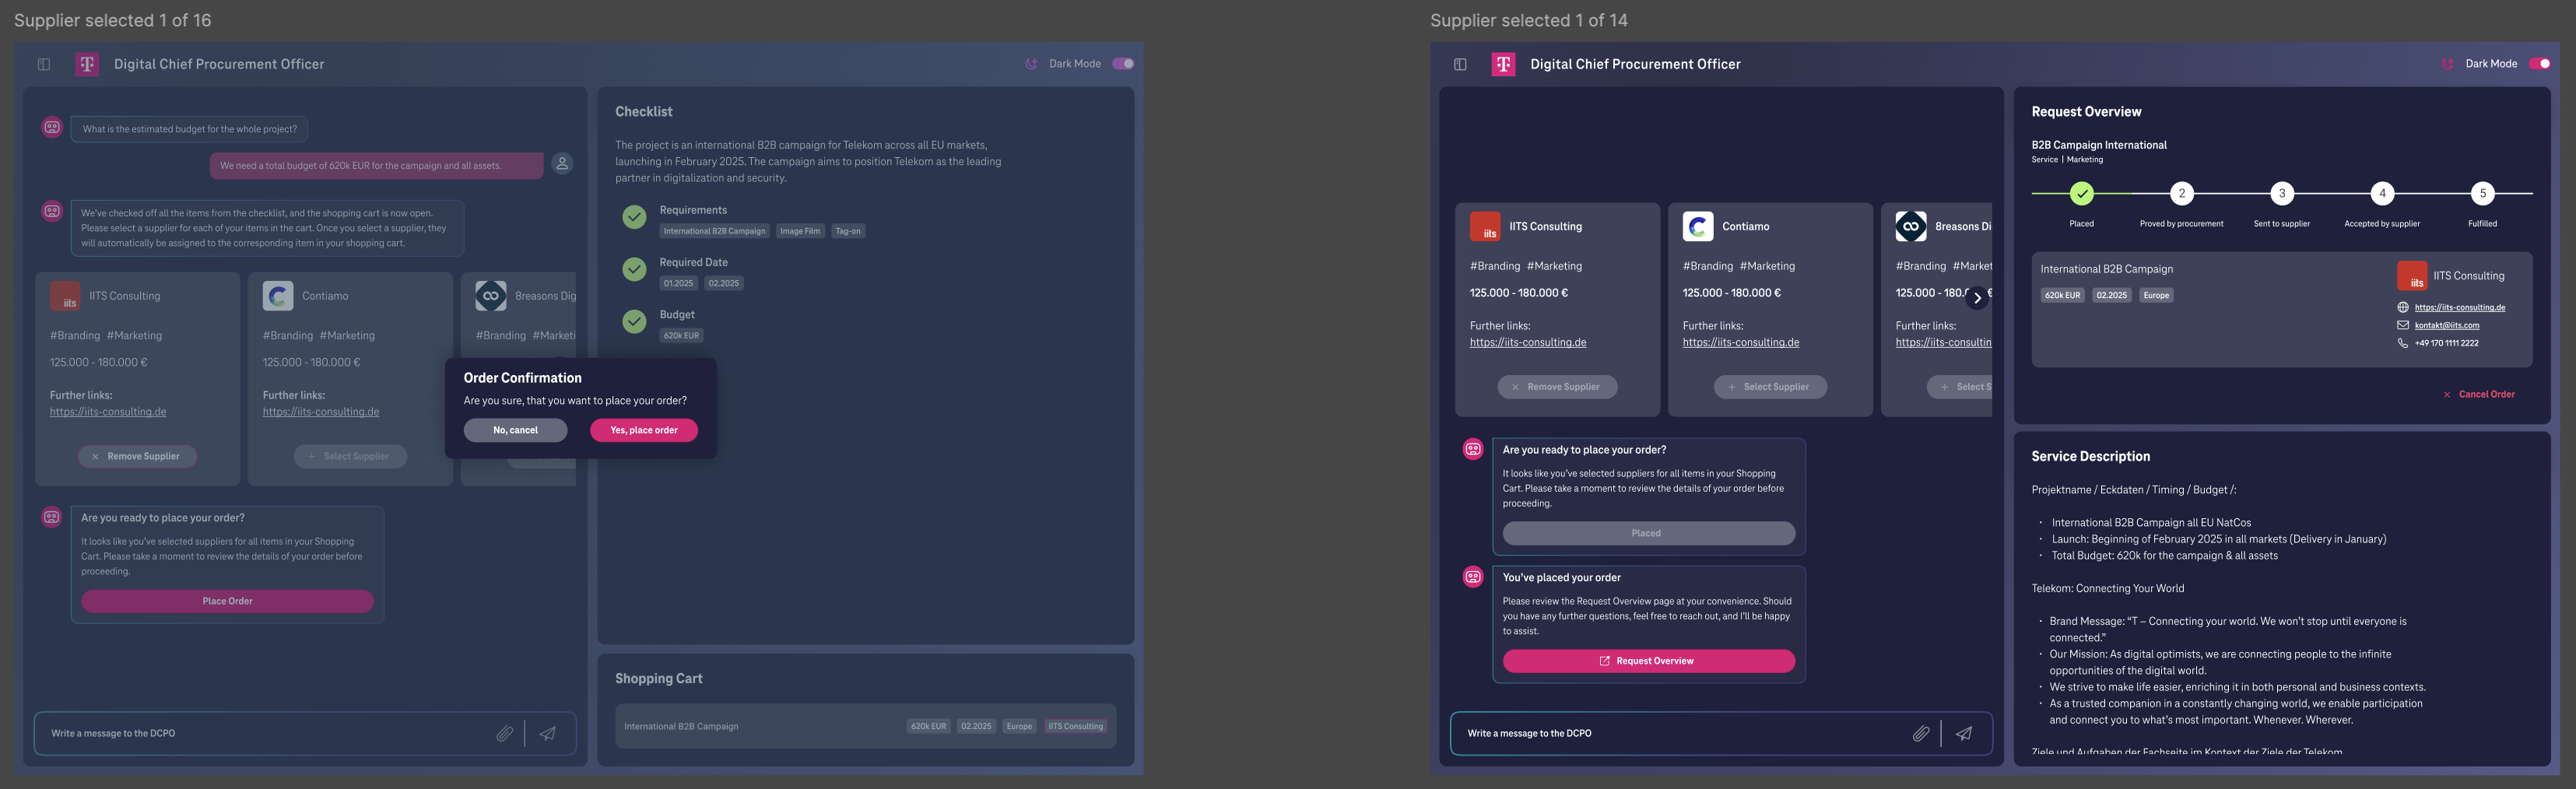 Supplier selected 1 of 16
Digital Chief Procurement Officer
Dark Mode
What is the estimated budget for the whole project?
We need a total budget of 620k EUR for the campaign and all assets.
We've checked off all the items from the checklist, and the shopping cart is now open.
Please select a supplier for each of your items in the cart. Once you select a supplier, they
will automatically be assigned to the corresponding item in your shopping cart.
iits
IITS Consulting
#Branding #Marketing
125.000 - 180.000 €
Further links:
https://iits-consulting.de
Remove Supplier
Contiamo
#Branding #Marketing
125.000 - 180.000 €
Further links:
https://iits-consulting.de
Select Supplier
8reasons Dig
#Branding #Marketi
Are you ready to place your order?
It looks like you've selected suppliers for all items in your Shopping
Cart. Please take a moment to review the details of your order before
proceeding.
Place Order
Write a message to the DCPO
Checklist
The project is an international B2B campaign for Telekom across all EU markets,
launching in February 2025. The campaign aims to position Telekom as the leading
partner in digitalization and security.
Requirements
International B2B Campaign Image Film Tag-on
Required Date
01.2025 02.2025
Budget
620k EUR
Order Confirmation
Are you sure, that you want to place your order?
No, cancel
Yes, place order
Shopping Cart
International B2B Campaign
620k EUR 02.2025 Europe IITS Consulting
Supplier selected 1 of 14
Digital Chief Procurement Officer
Dark Mode
iits
IITS Consulting
#Branding #Marketing
125.000 - 180.000 €
Further links:
https://iits-consulting.de
Remove Supplier
Contiamo
#Branding #Marketing
125.000 - 180.000 €
Further links:
https://iits-consulting.de
Select Supplier
8reasons Di
#Branding #Market
125.000 - 180.0 €
Further links:
https://iits-consultin
Select S
Are you ready to place your order?
It looks like you've selected suppliers for all items in your Shopping
Cart. Please take a moment to review the details of your order before
proceeding.
Placed
You've placed your order
Please review the Request Overview page at your convenience. Should
you have any further questions, feel free to reach out, and I'll be happy
to assist.
Request Overview
Write a message to the DCPO
Request Overview
B2B Campaign International
Service | Marketing
2
3
4
5
Placed
Proved by procurement
Sent to supplier
Accepted by supplier
Fulfilled
International B2B Campaign
620k EUR 02.2025 Europe
iits
IITS Consulting
https://iits-consulting.de
kontakt@iits.com
+49 170 1111 2222
Cancel Order
Service Description
Projektname / Eckdaten / Timing / Budget /:
· International B2B Campaign all EU NatCos
· Launch: Beginning of February 2025 in all markets (Delivery in January)
· Total Budget: 620k for the campaign & all assets
Telekom: Connecting Your World
· Brand Message: "T – Connecting your world. We won't stop until everyone is
connected."
· Our Mission: As digital optimists, we are connecting people to the infinite
opportunities of the digital world.
· We strive to make life easier, enriching it in both personal and business contexts.
· As a trusted companion in a constantly changing world, we enable participation
and connect you to what's most important. Whenever. Wherever.
Ziele und Aufgaben der Fachseite im Kontext der Ziele der Telekom